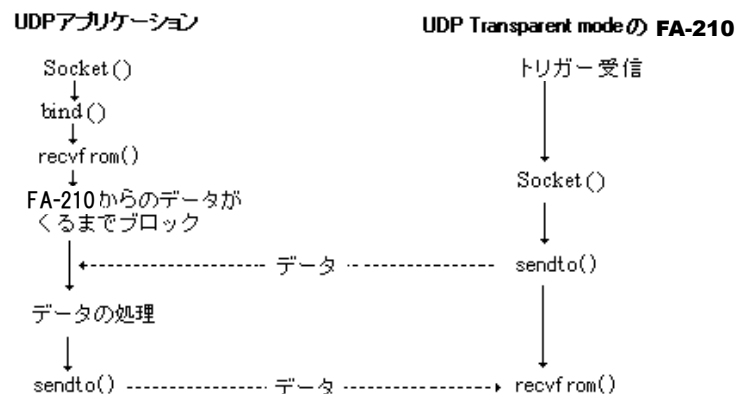 UDPアプリケーション
UDP Transparent modeの FA-210
Socket()
トリガー受信
bind()
recvfrom()
Socket()
FA-210からのデータが
くるまでブロック
データ
sendto()
データの処理
sendto()
データ
recvfrom()